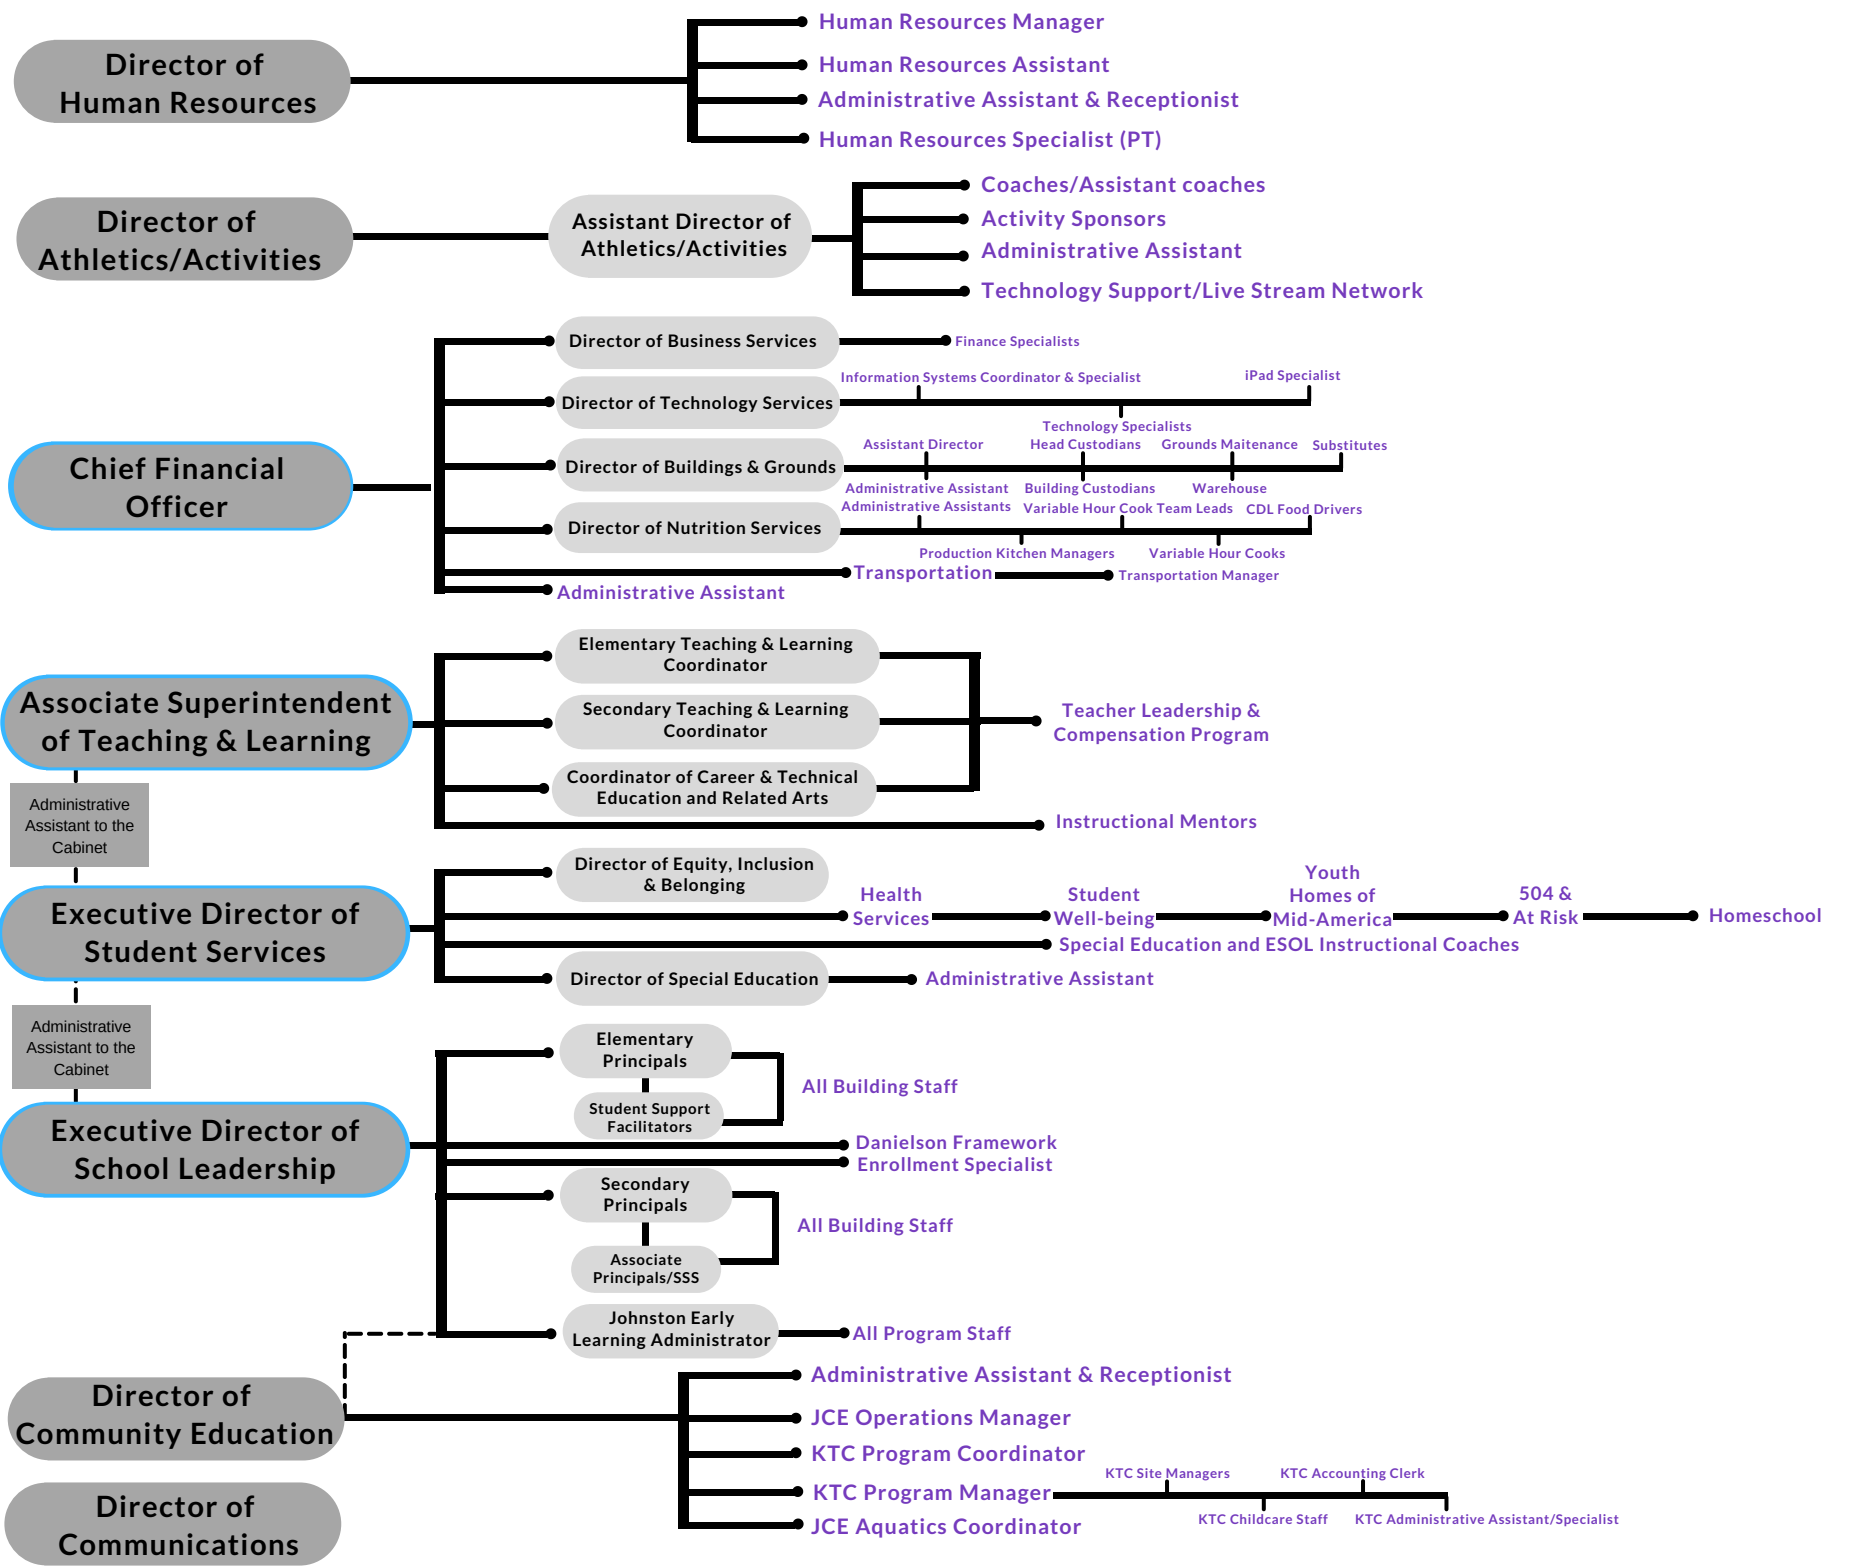 Director of
Human Resources
Human Resources Manager
Human Resources Assistant
Administrative Assistant & Receptionist
Human Resources Specialist (PT)
Director of
Athletics/Activities
Assistant Director of
Athletics/Activities
Coaches/Assistant coaches
Activity Sponsors
Administrative Assistant
Technology Support/Live Stream Network
Chief Financial
Officer
Director of Business Services
Finance Specialists
Director of Technology Services
Information Systems Coordinator & Specialist
iPad Specialist
Technology Specialists
Director of Buildings & Grounds
Assistant Director
Head Custodians
Grounds Maitenance
Substitutes
Administrative Assistant
Building Custodians
Warehouse
Director of Nutrition Services
Administrative Assistants
Variable Hour Cook Team Leads
CDL Food Drivers
Production Kitchen Managers
Variable Hour Cooks
Transportation
Transportation Manager
Administrative Assistant
Associate Superintendent
of Teaching & Learning
Elementary Teaching & Learning
Coordinator
Secondary Teaching & Learning
Coordinator
Coordinator of Career & Technical
Education and Related Arts
Teacher Leadership &
Compensation Program
Instructional Mentors
Administrative
Assistant to the
Cabinet
Executive Director of
Student Services
Director of Equity, Inclusion
& Belonging
Health
Services
Student
Well-being
Youth
Homes of
Mid-America
504 &
At Risk
Homeschool
Special Education and ESOL Instructional Coaches
Director of Special Education
Administrative Assistant
Administrative
Assistant to the
Cabinet
Executive Director of
School Leadership
Elementary
Principals
Student Support
Facilitators
All Building Staff
Danielson Framework
Enrollment Specialist
Secondary
Principals
Associate
Principals/SSS
All Building Staff
Johnston Early
Learning Administrator
All Program Staff
Director of
Community Education
Administrative Assistant & Receptionist
JCE Operations Manager
KTC Program Coordinator
KTC Program Manager
KTC Site Managers
KTC Accounting Clerk
KTC Childcare Staff
KTC Administrative Assistant/Specialist
JCE Aquatics Coordinator
Director of
Communications